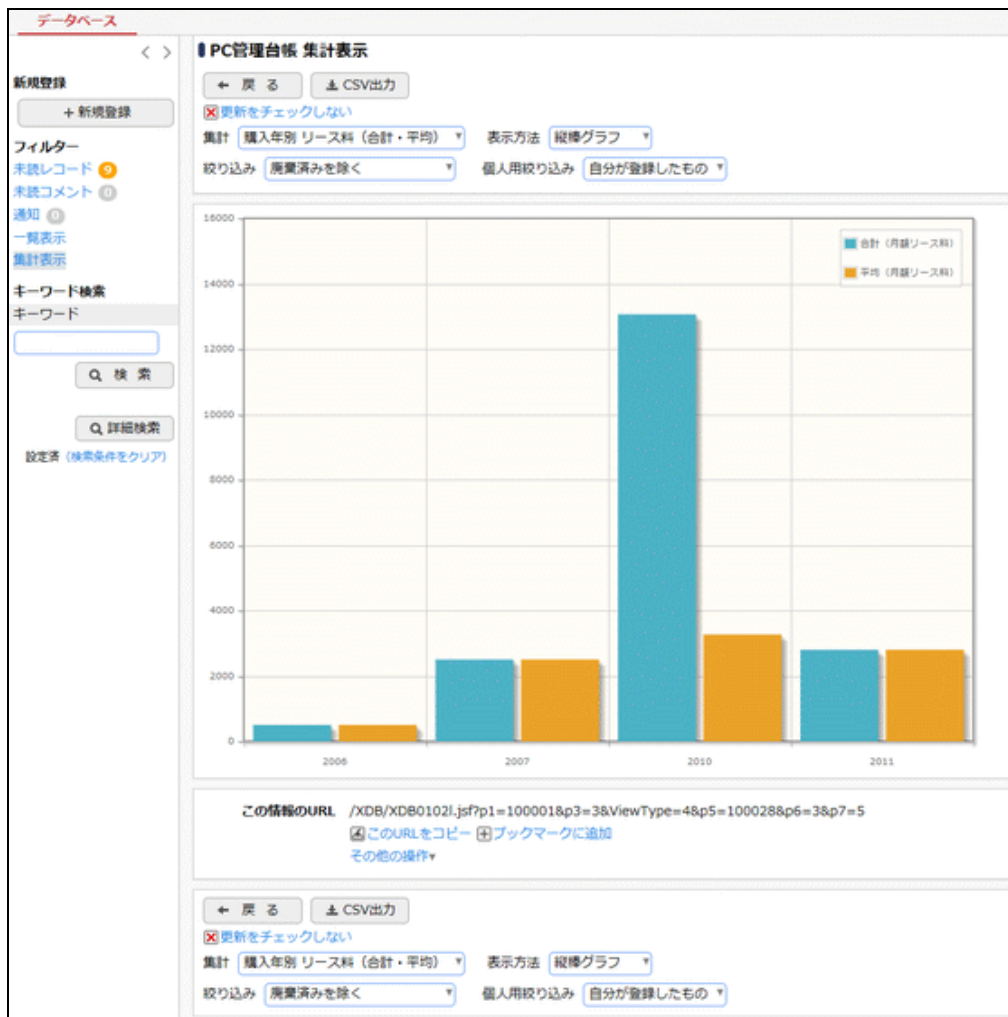 データベース
< >
新規登録
+ 新規登録
フィルター
未読レコード 9
未読コメント 0
通知 0
一覧表示
集計表示
キーワード検索
キーワード
検 索
詳細検索
設定済 (検索条件をクリア)
PC管理台帳 集計表示
← 戻 る CSV出力
更新をチェックしない
集計 購入年別 リース料（合計・平均） 表示方法 縦棒グラフ
絞り込み 廃棄済みを除く 個人用絞り込み 自分が登録したもの
16000
14000
12000
10000
8000
6000
4000
2000
0
合計（月額リース料）
平均（月額リース料）
2006 2007 2010 2011
この情報のURL /XDB/XDB0102l.jsf?p1=100001&p3=3&ViewType=4&p5=100028&p6=3&p7=5
このURLをコピー ブックマークに追加
その他の操作▾
← 戻 る CSV出力
更新をチェックしない
集計 購入年別 リース料（合計・平均） 表示方法 縦棒グラフ
絞り込み 廃棄済みを除く 個人用絞り込み 自分が登録したもの